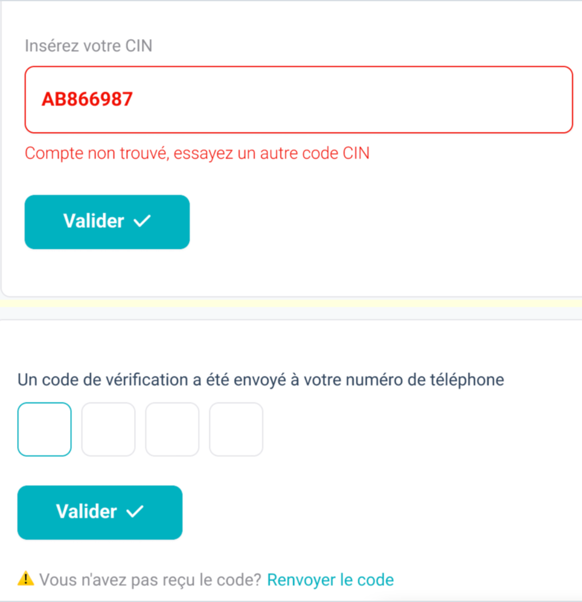 Insérez votre CIN
AB866987
Compte non trouvé, essayez un autre code CIN
Valider
Un code de vérification a été envoyé à votre numéro de téléphone
Valider
Vous n'avez pas reçu le code? Renvoyer le code